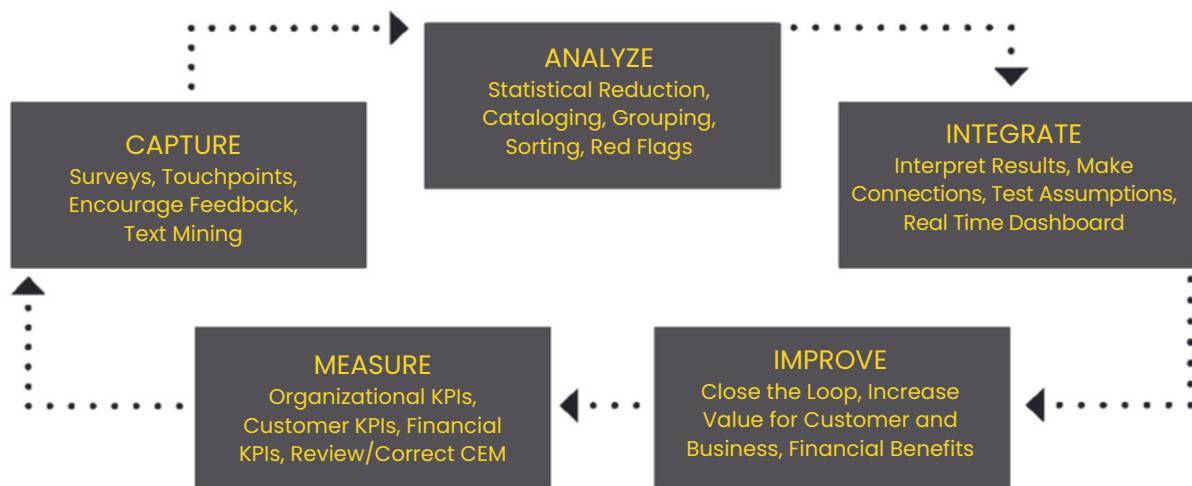 ANALYZE
Statistical Reduction,
Cataloging, Grouping,
Sorting, Red Flags
CAPTURE
Surveys, Touchpoints,
Encourage Feedback,
Text Mining
INTEGRATE
Interpret Results, Make
Connections, Test Assumptions,
Real Time Dashboard
MEASURE
Organizational KPIs,
Customer KPIs, Financial
KPIs, Review/Correct CEM
IMPROVE
Close the Loop, Increase
Value for Customer and
Business, Financial Benefits